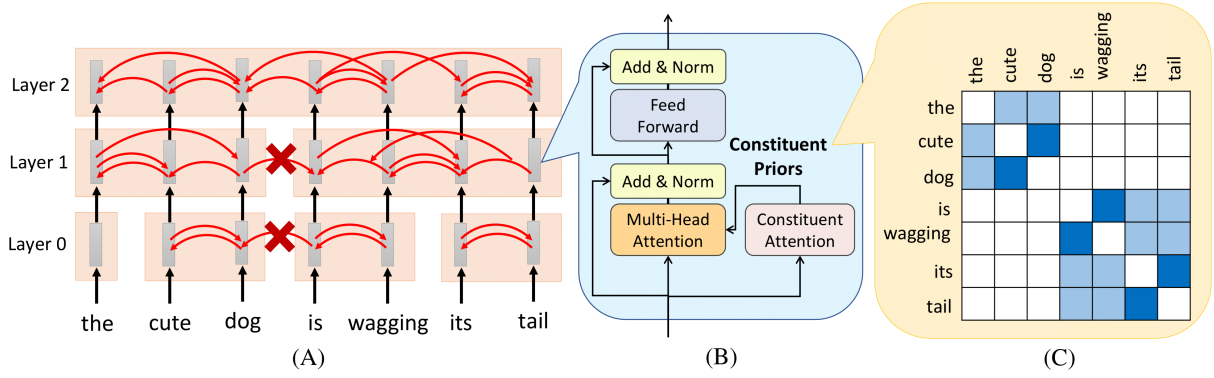 Layer 2
Layer 1
Layer 0
the cute dog is wagging its tail
(A)
Add & Norm
Feed
Forward
Constituent
Priors
Add & Norm
Multi-Head
Attention
Constituent
Attention
(B)
the cute dog is wagging its tail
the
cute
dog
is
wagging
its
tail
(C)